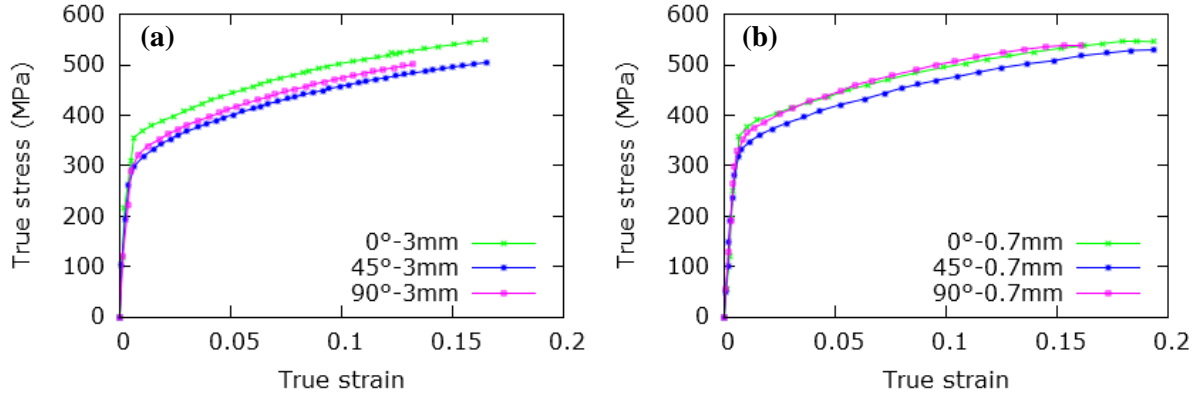 (a)
True stress (MPa)
600
500
400
300
200
100
0
0°-3mm
45°-3mm
90°-3mm
0 0.05 0.1 0.15 0.2
True strain
(b)
True stress (MPa)
600
500
400
300
200
100
0
0°-0.7mm
45°-0.7mm
90°-0.7mm
0 0.05 0.1 0.15 0.2
True strain